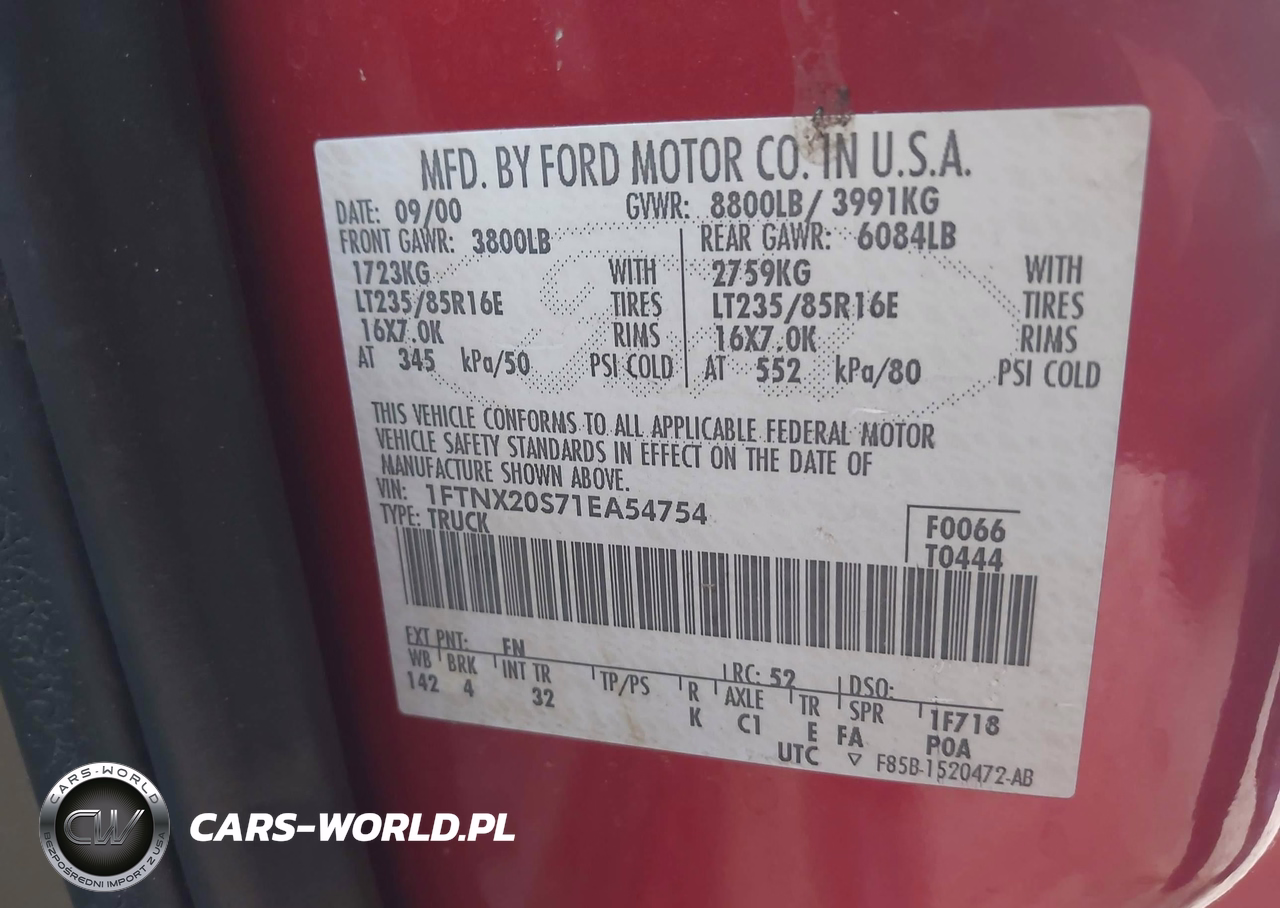 MFD. BY FORD MOTOR CO. IN U.S.A.
DATE: 09/00 GVWR: 8800LB/ 3991KG
FRONT GAWR: 3800LB REAR GAWR: 6084LB
1723KG WITH 2759KG WITH
LT235/85R16E TIRES LT235/85R16E TIRES
16X7.0K RIMS 16X7.0K RIMS
AT 345 kPa/50 PSI COLD AT 552 kPa/80 PSI COLD
THIS VEHICLE CONFORMS TO ALL APPLICABLE FEDERAL MOTOR
VEHICLE SAFETY STANDARDS IN EFFECT ON THE DATE OF
MANUFACTURE SHOWN ABOVE.
VIN: 1FTNX20S71EA54754
TYPE: TRUCK
F0066
T0444
EXT PNT: FN RC: 52 DSO:
WB BRK INT TR TP/PS R AXLE TR SPR 1F718
142 4 32 K C1 E FA POA
UTC ▽ F85B-1520472-AB
CARS-WORLD
CW
BEZPOŚREDNI IMPORT Z USA
CARS-WORLD.PL